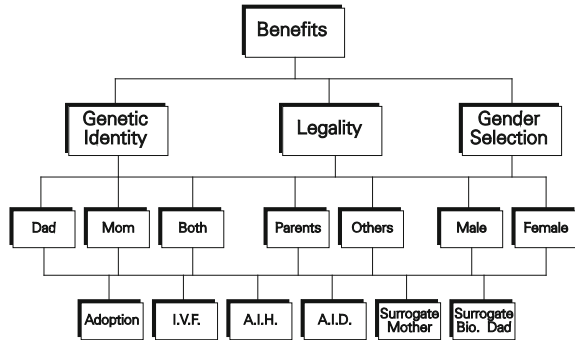 Benefits
Genetic
Identity
Legality
Gender
Selection
Dad
Mom
Both
Parents
Others
Male
Female
Adoption
I.V.F.
A.I.H.
A.I.D.
Surrogate
Mother
Surrogate
Bio. Dad